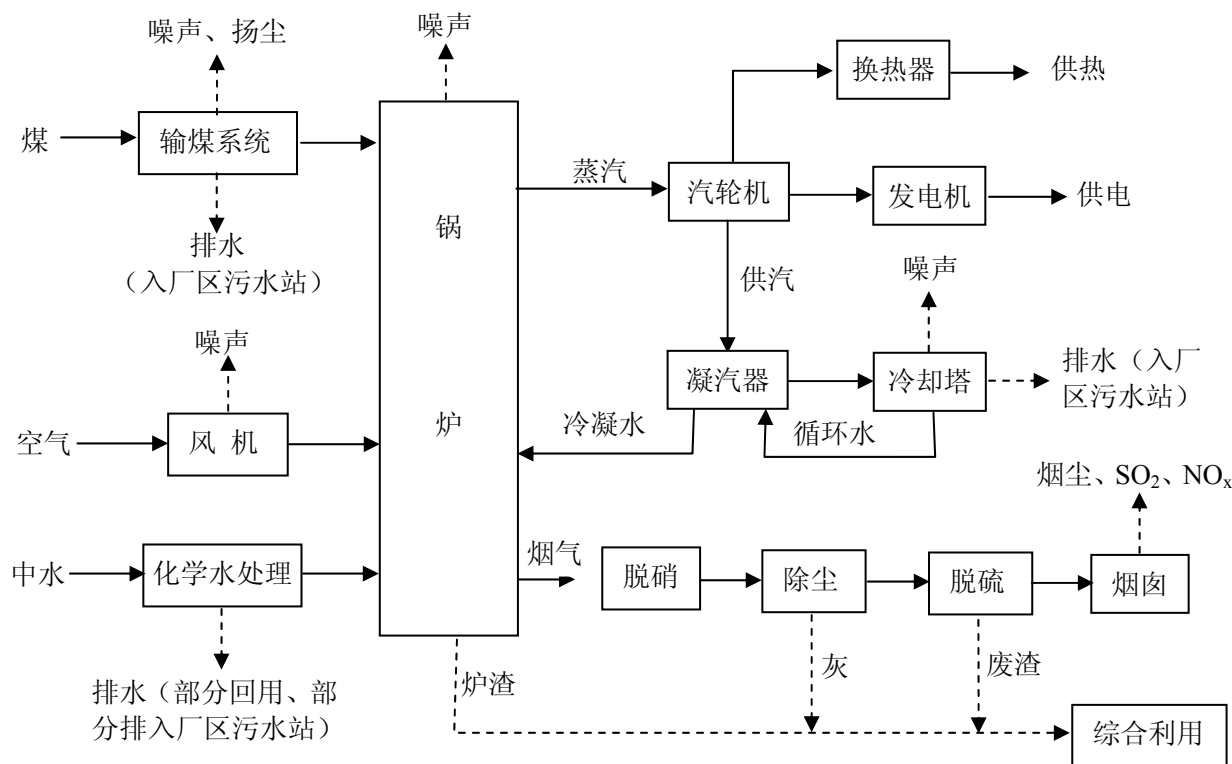 噪声、扬尘
噪声
换热器
供热
煤
输煤系统
蒸汽
汽轮机
发电机
供电
锅
排水
（入厂区污水站）
供汽
噪声
噪声
凝汽器
冷却塔
排水（入厂
区污水站）
炉
空气
风 机
冷凝水
循环水
烟尘、SO₂、NOₓ
烟气
中水
化学水处理
脱硝
除尘
脱硫
烟囱
灰
废渣
炉渣
排水（部分回用、部
分排入厂区污水站）
综合利用